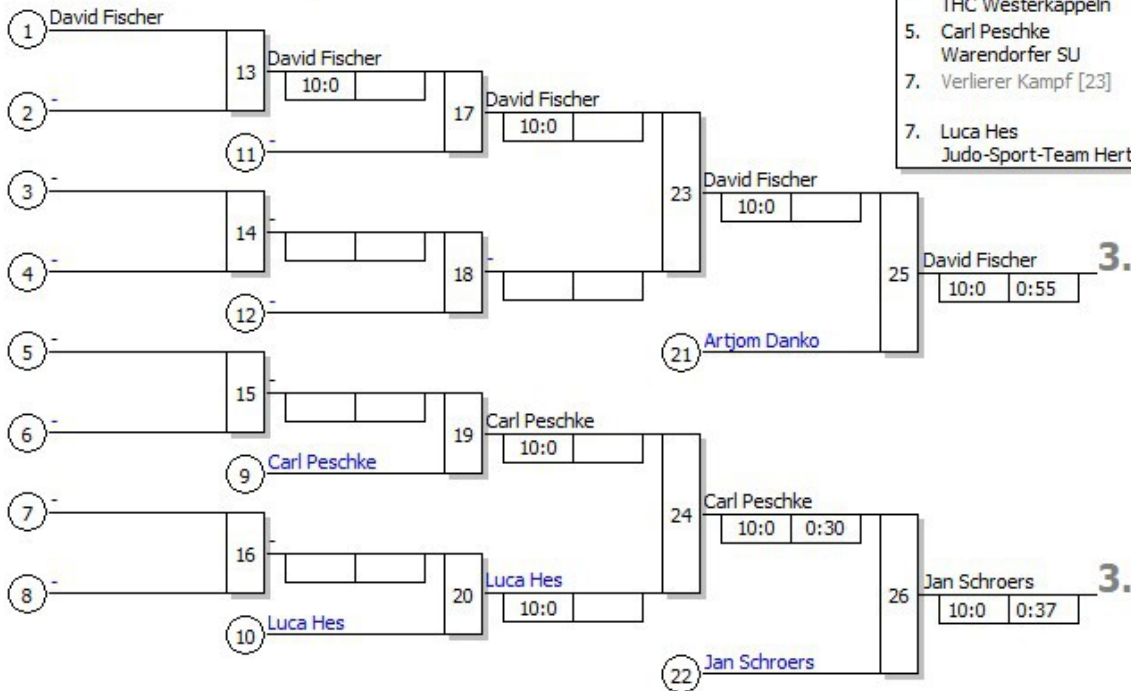 THC Westerkappeln
5. Carl Peschke
Warendorfer SU
7. Verlierer Kampf [23]
7. Luca Hes
Judo-Sport-Team Hert
1 David Fischer
13 David Fischer
10:0
2 -
17 David Fischer
10:0
11 -
3 -
23 David Fischer
10:0
14 -
4 -
18 -
25 David Fischer 3.
10:0 0:55
12 -
5 -
21 Artjom Danko
15 -
6 -
19 Carl Peschke
10:0
9 Carl Peschke
7 -
24 Carl Peschke
10:0 0:30
16 -
8 -
20 Luca Hes
10:0
26 Jan Schroers 3.
10:0 0:37
10 Luca Hes
22 Jan Schroers